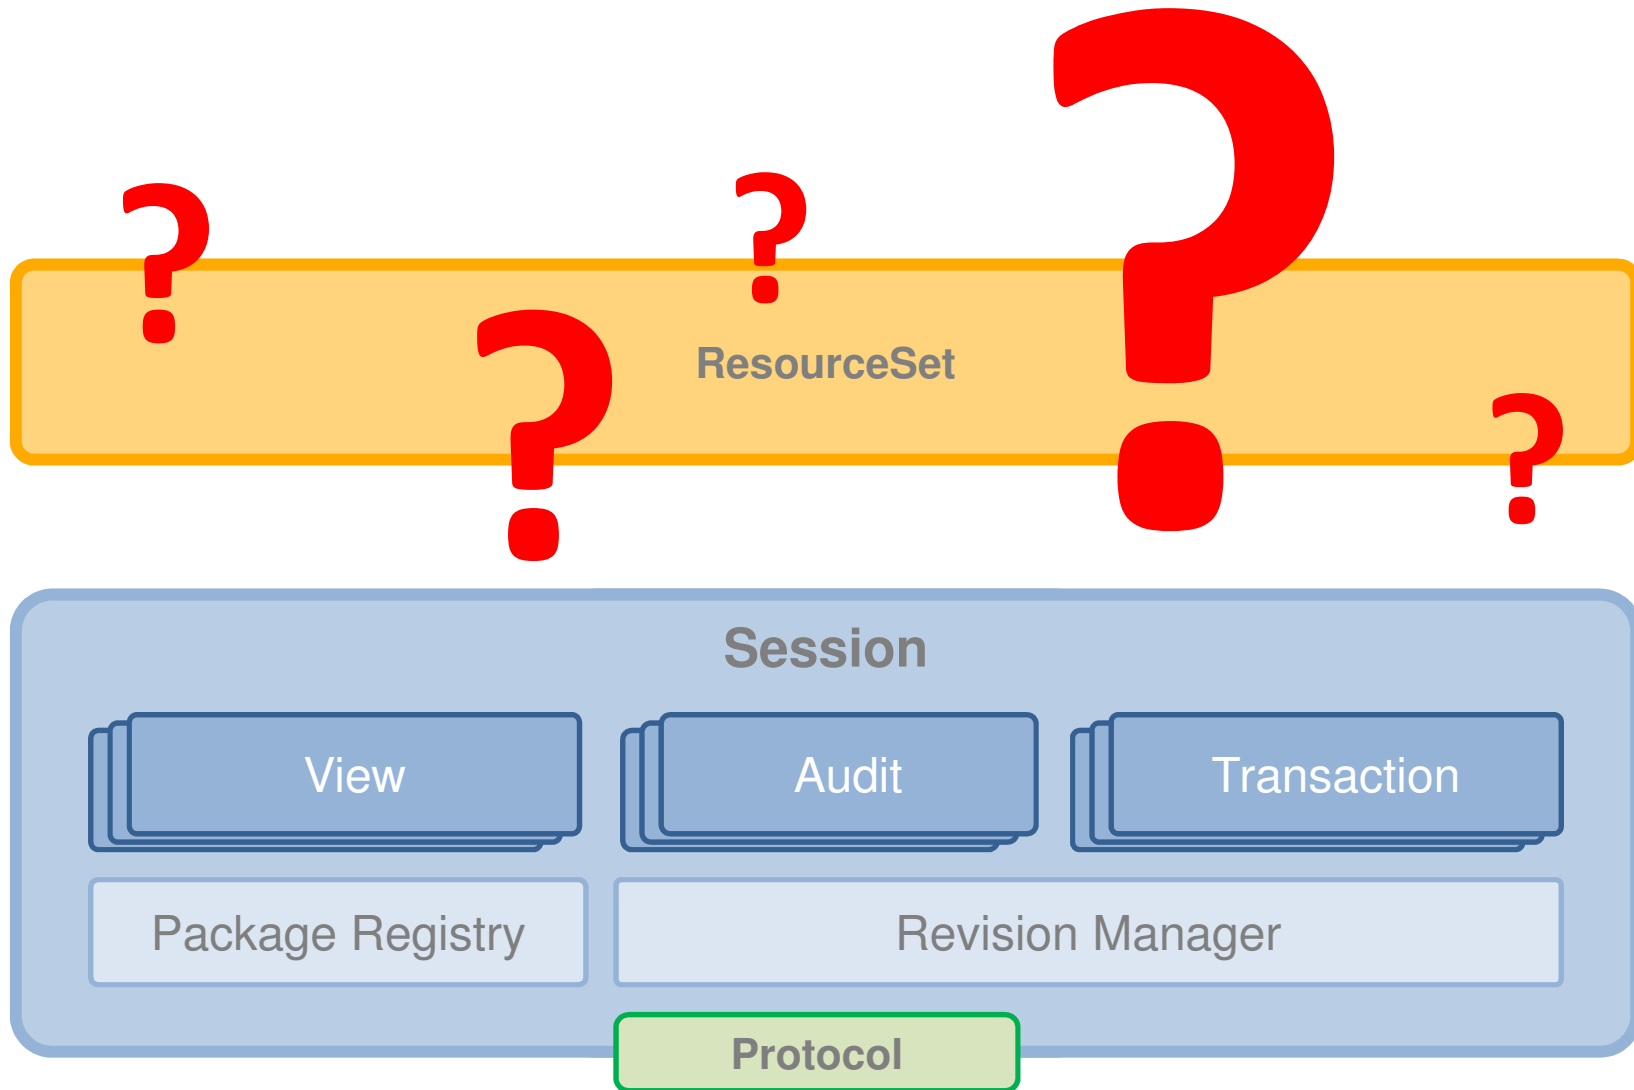 ?
?
?
?
?
ResourceSet
Session
View
Audit
Transaction
Package Registry
Revision Manager
Protocol